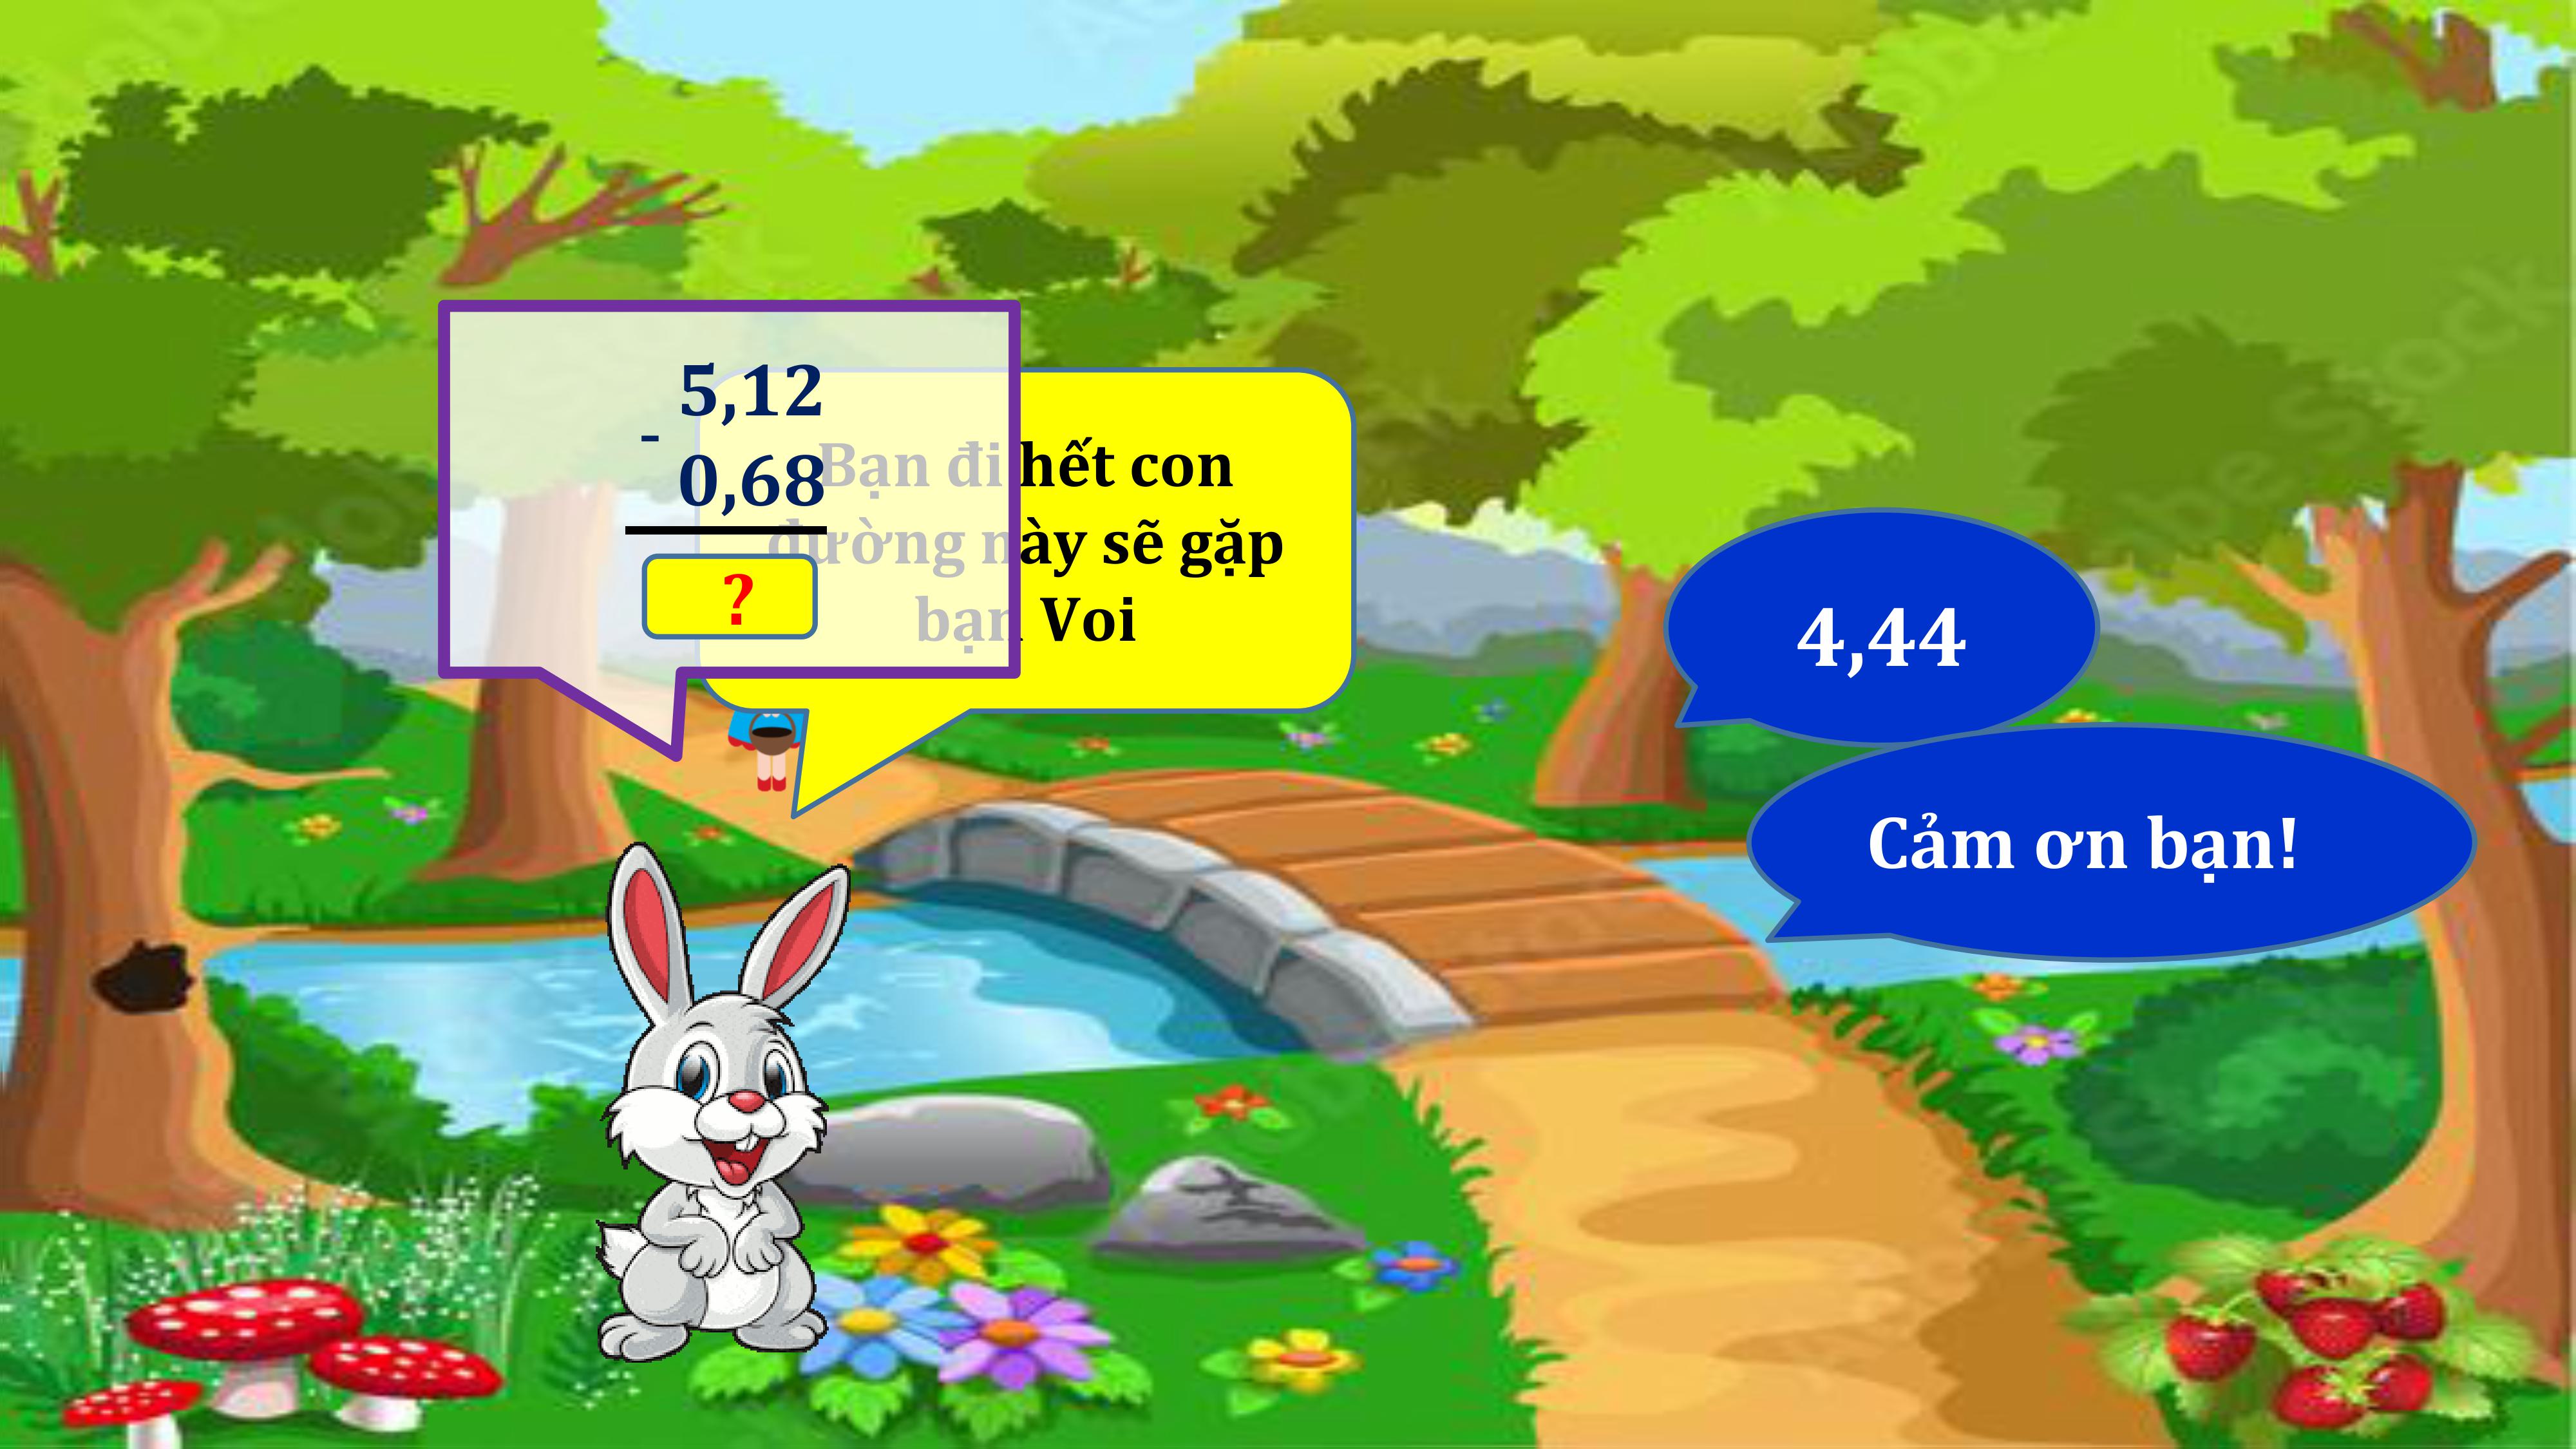 5,12
-
0,68
?
Bạn đi hết con
đường này sẽ gặp
bạn Voi
4,44
Cảm ơn bạn!